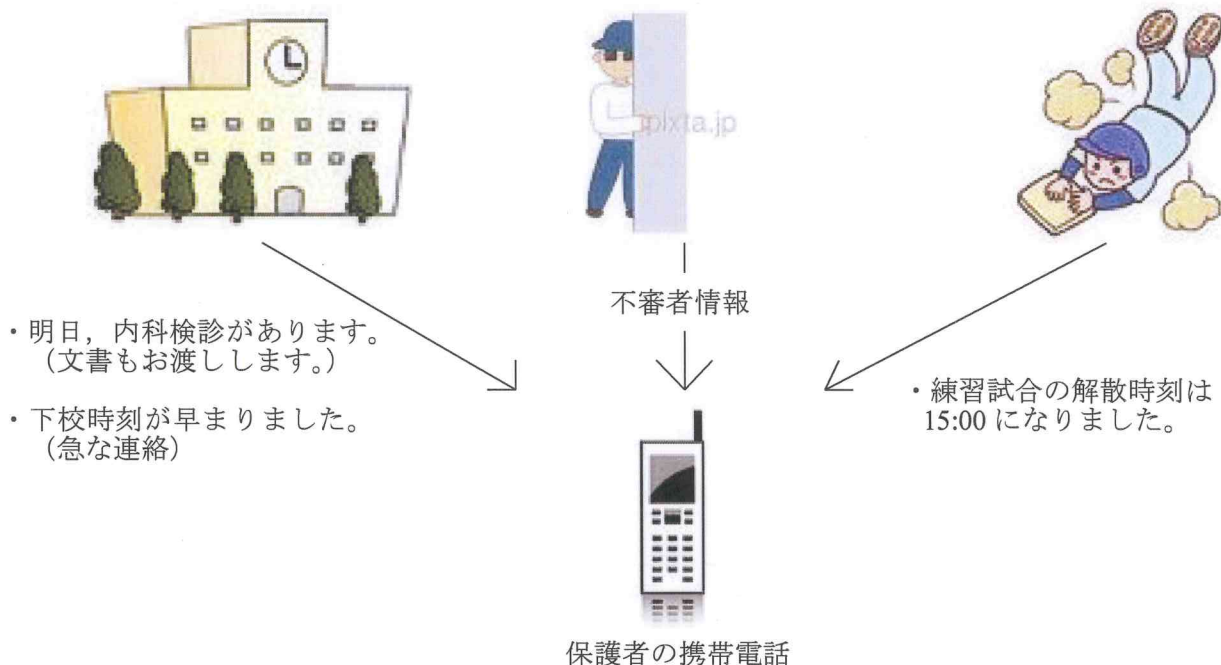 pixta.jp
不審者情報
・明日，内科検診があります。
（文書もお渡しします。）
・下校時刻が早まりました。
（急な連絡）
・練習試合の解散時刻は
15:00 になりました。
保護者の携帯電話